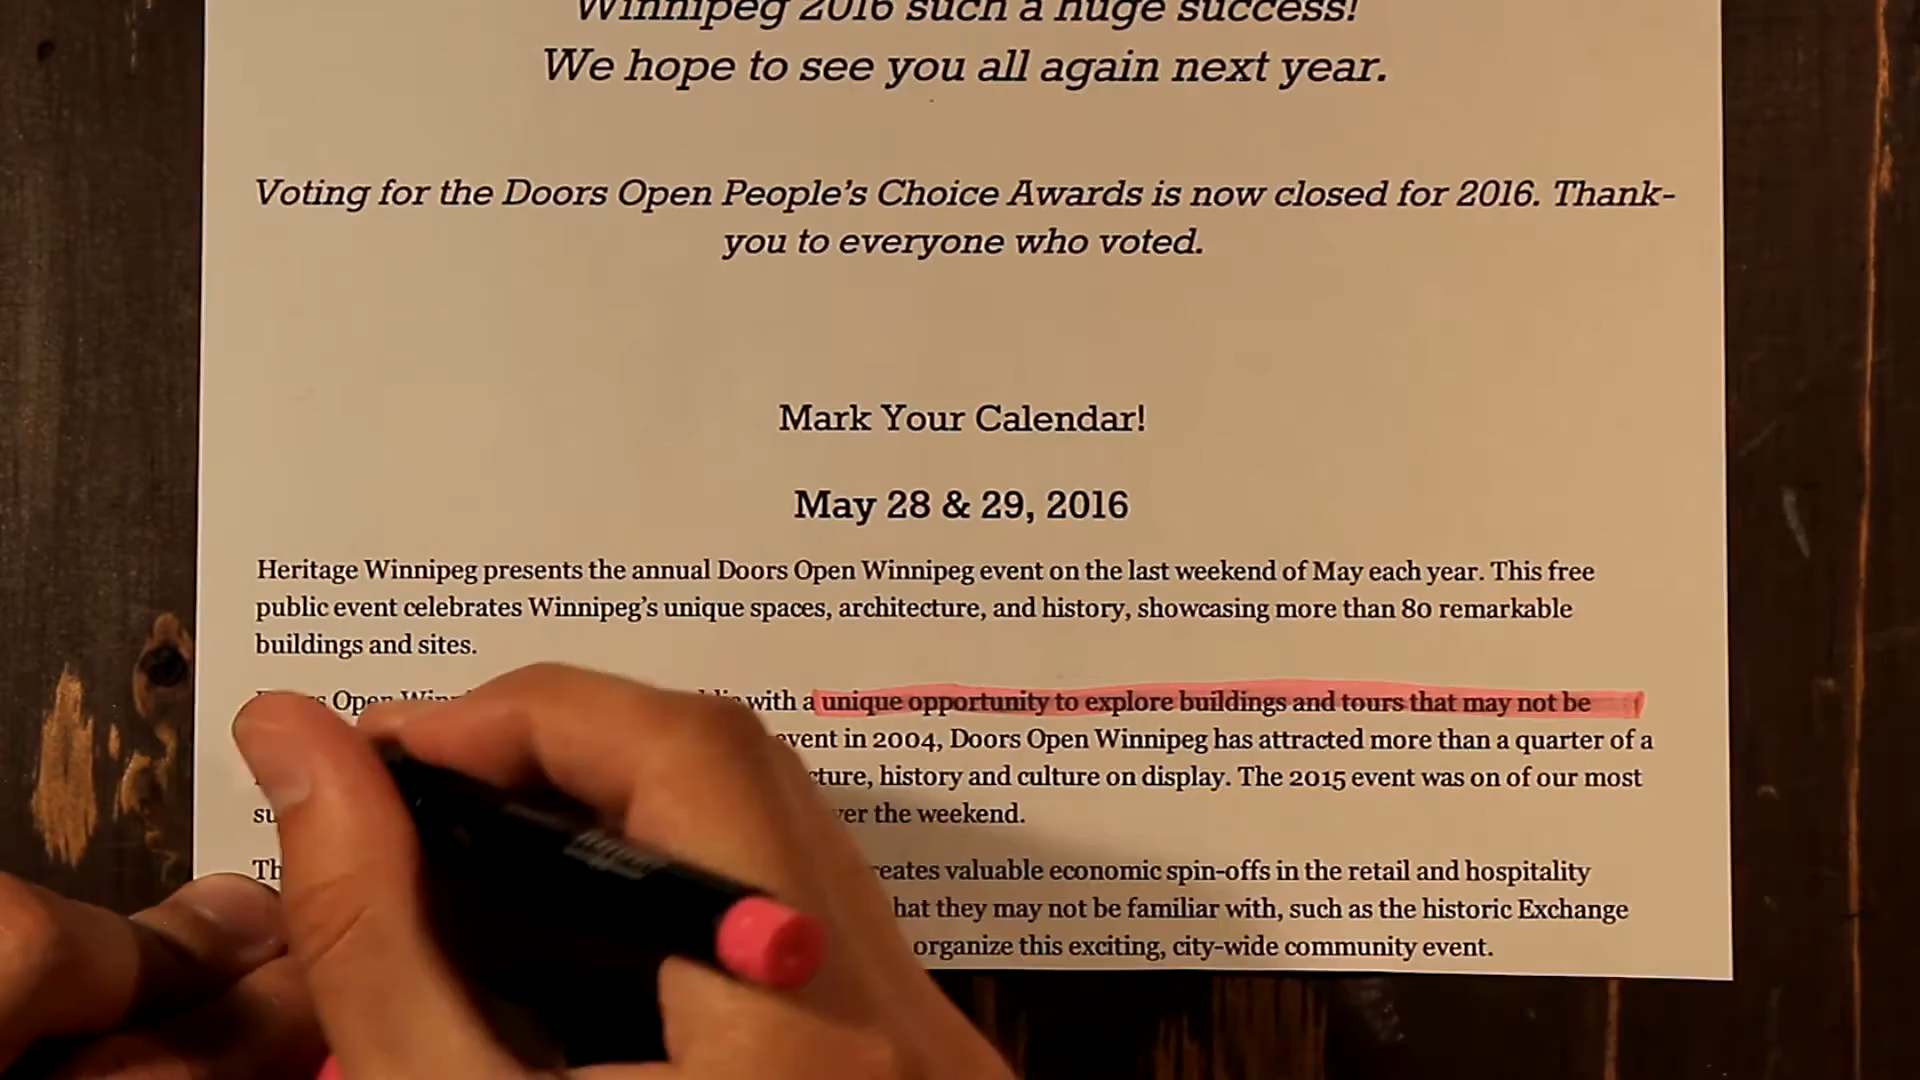 Winnipeg 2016 such a huge success!
We hope to see you all again next year.
Voting for the Doors Open People's Choice Awards is now closed for 2016. Thank-
you to everyone who voted.
Mark Your Calendar!
May 28 & 29, 2016
Heritage Winnipeg presents the annual Doors Open Winnipeg event on the last weekend of May each year. This free
public event celebrates Winnipeg's unique spaces, architecture, and history, showcasing more than 80 remarkable
buildings and sites.
Open with a unique opportunity to explore buildings and tours that may not be
event in 2004, Doors Open Winnipeg has attracted more than a quarter of a
history and culture on display. The 2015 event was on of our most
the weekend.
valuable economic spin-offs in the retail and hospitality
they may not be familiar with, such as the historic Exchange
organize this exciting, city-wide community event.